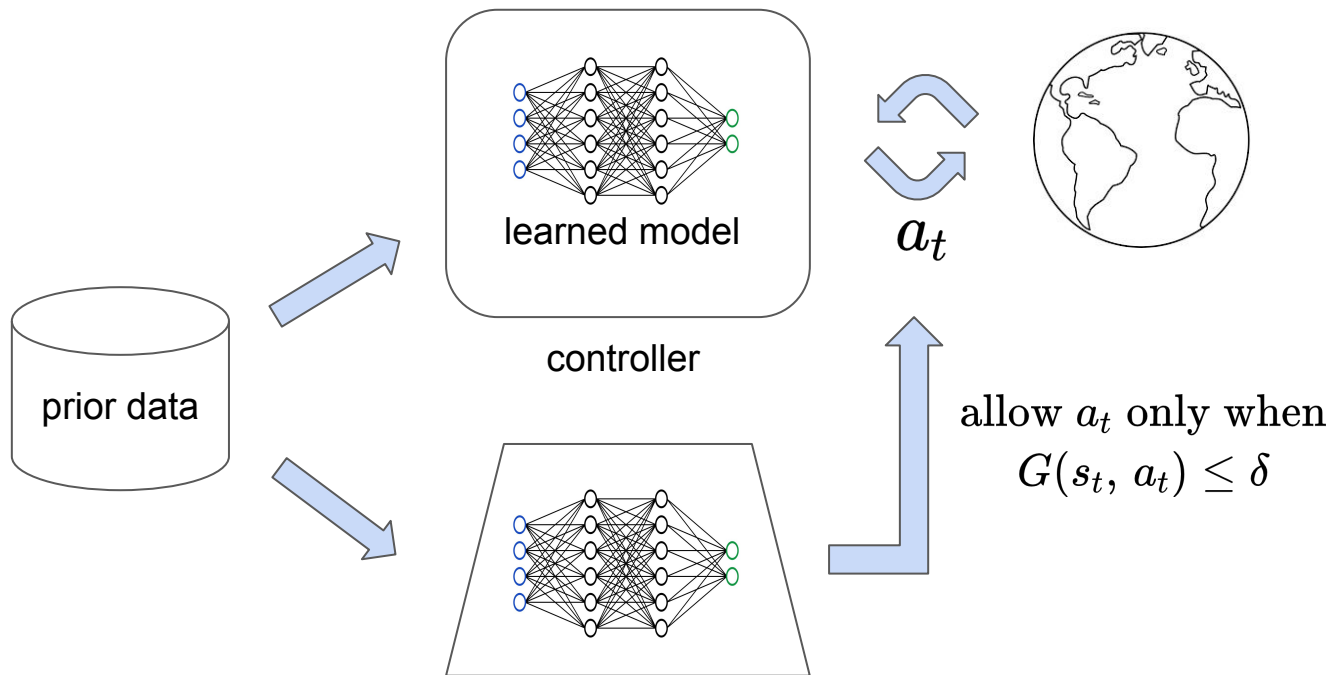 learned model
a_t
controller
prior data
allow a_t only when
G(s_t, a_t) ≤ δ